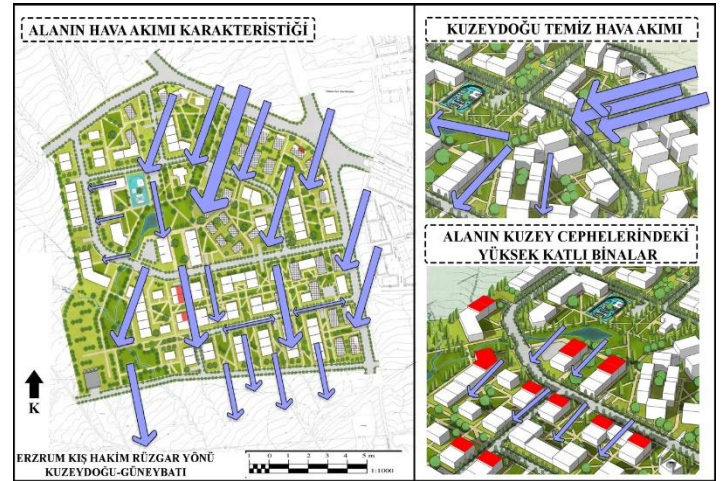 ALANIN HAVA AKIMI KARAKTERİSTİĞİ
KUZEYDOĞU TEMİZ HAVA AKIMI
ALANIN KUZEY CEPHELERİNDEKİ
YÜKSEK KATLI BİNALAR
K
ERZRUM KIŞ HAKİM RÜZGAR YÖNÜ
KUZEYDOĞU-GÜNEYBATI
1 0 1 2 3 4 5 m
1:1000